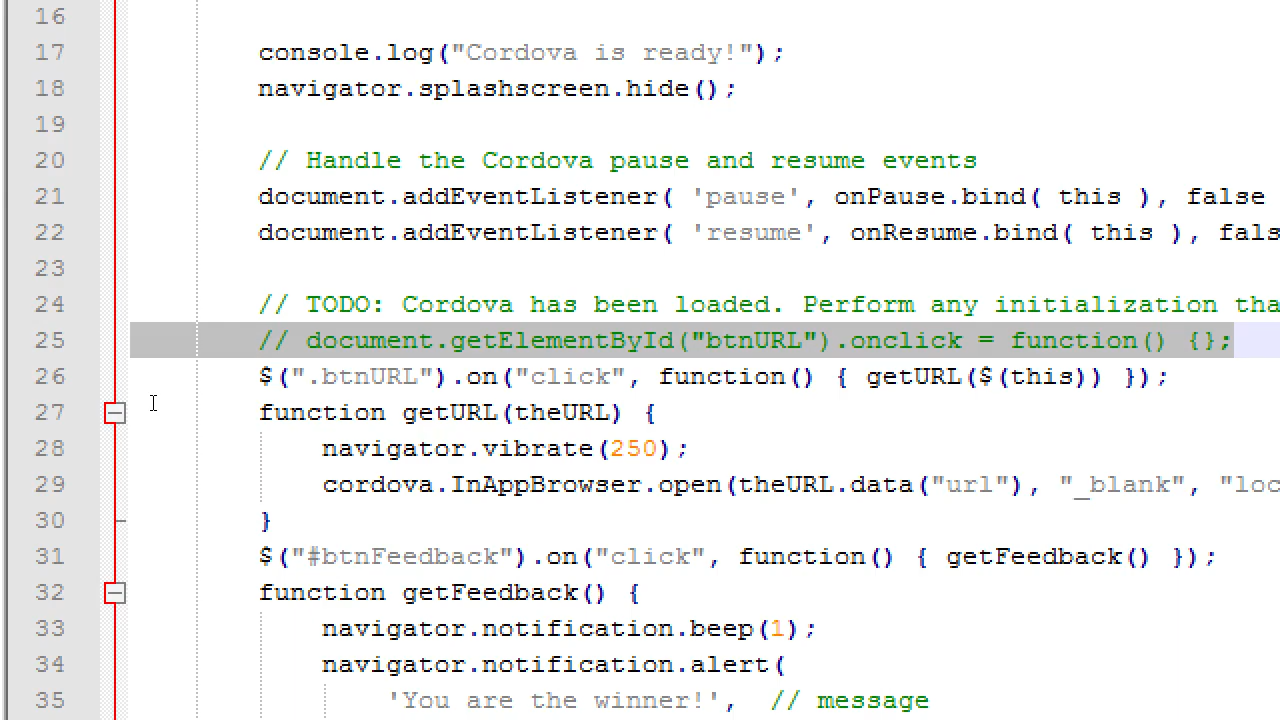 16
17 console.log("Cordova is ready!");
18 navigator.splashscreen.hide();
19
20 // Handle the Cordova pause and resume events
21 document.addEventListener( 'pause', onPause.bind( this ), false
22 document.addEventListener( 'resume', onResume.bind( this ), fals
23
24 // TODO: Cordova has been loaded. Perform any initialization tha
25 // document.getElementById("btnURL").onclick = function() {};
26 $(".btnURL").on("click", function() { getURL($(this)) });
27 function getURL(theURL) {
28 navigator.vibrate(250);
29 cordova.InAppBrowser.open(theURL.data("url"), "_blank", "loc
30 }
31 $("#btnFeedback").on("click", function() { getFeedback() });
32 function getFeedback() {
33 navigator.notification.beep(1);
34 navigator.notification.alert(
35 'You are the winner!', // message